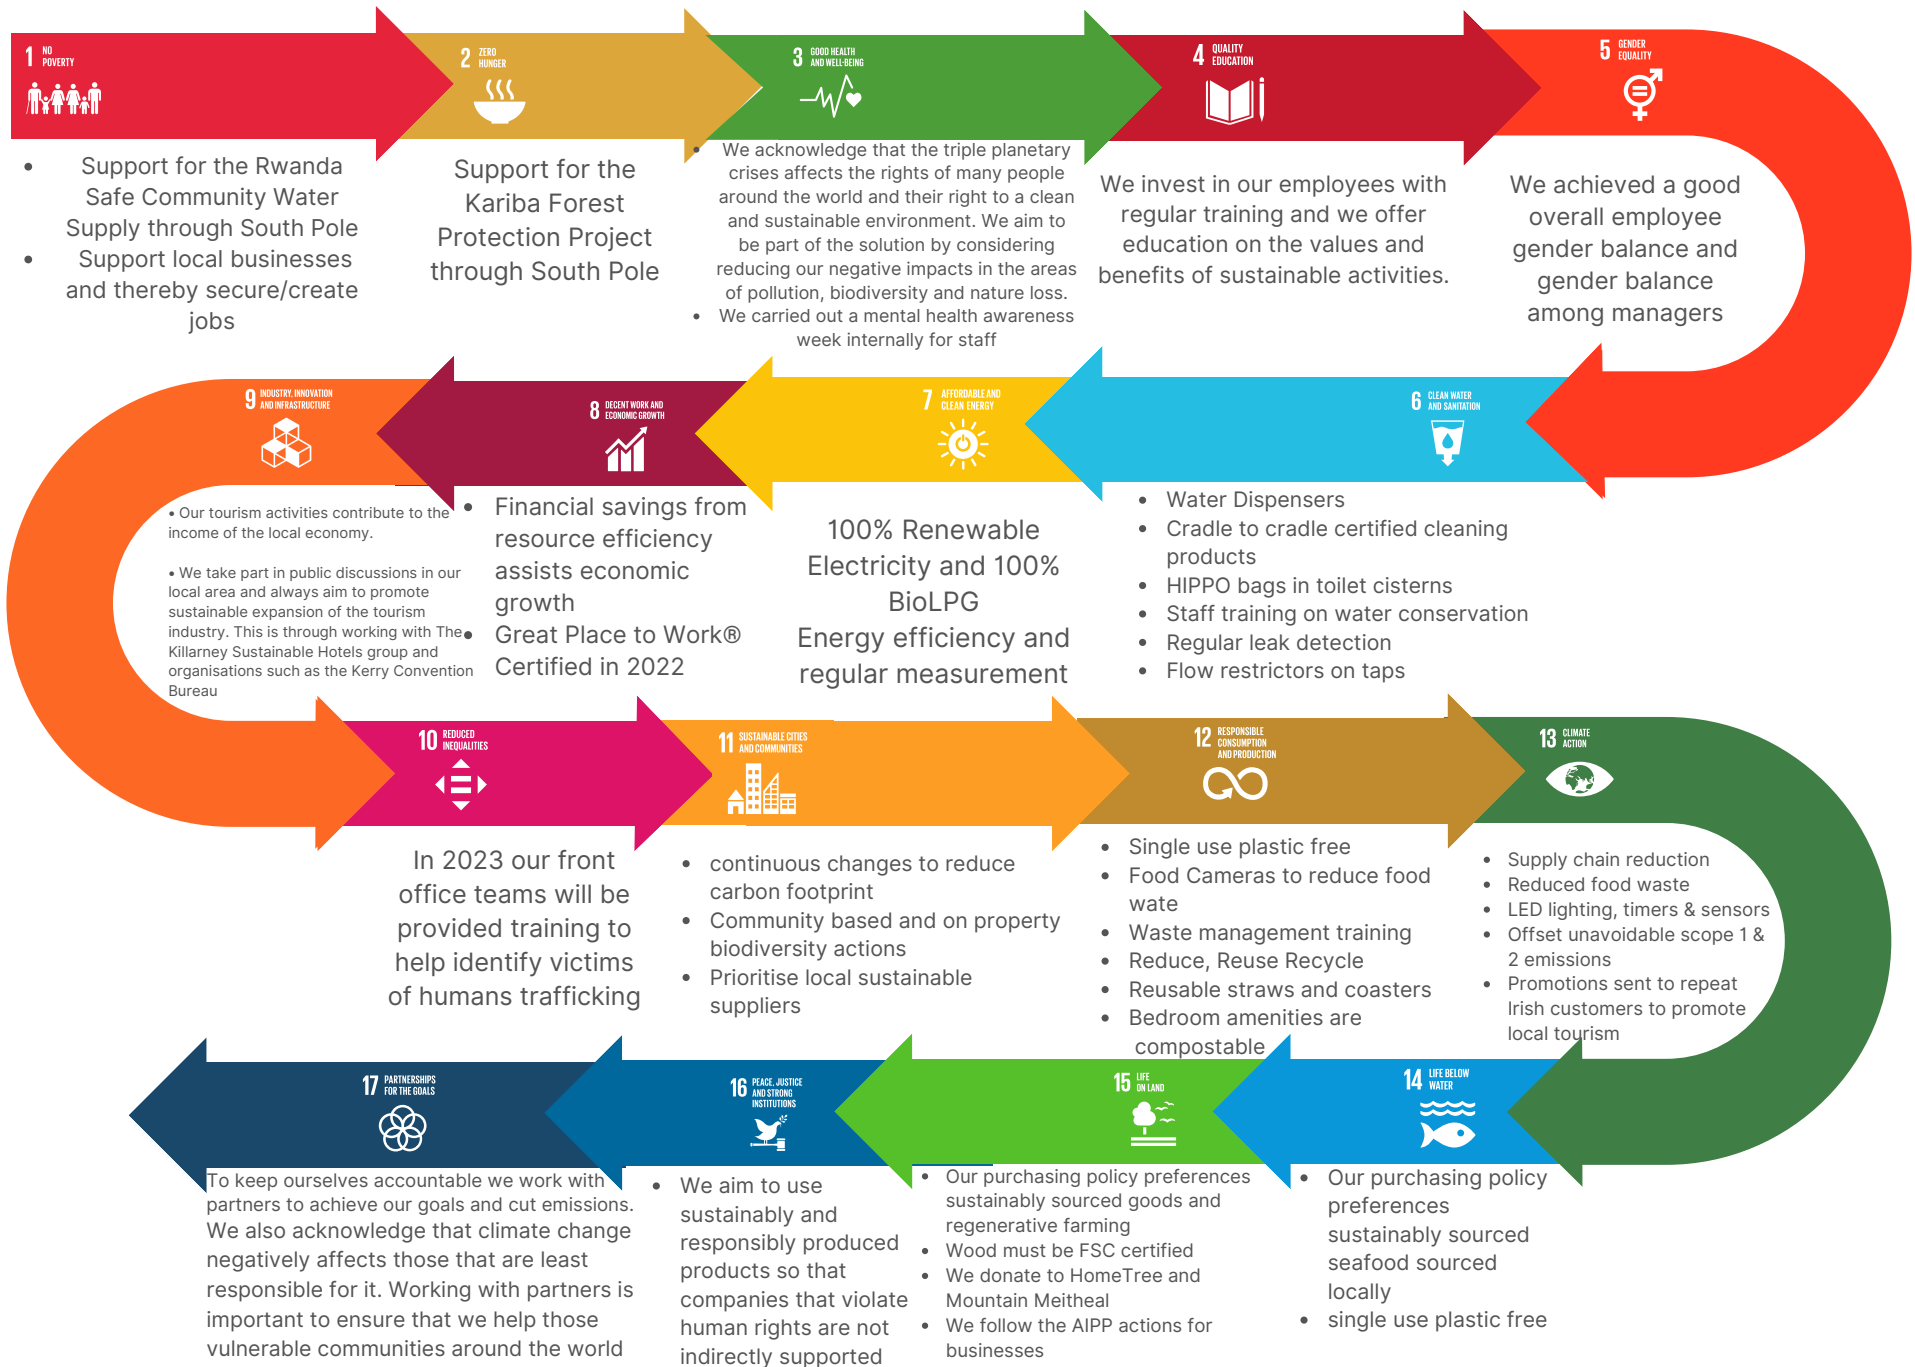 1 NO
POVERTY
• Support for the Rwanda
Safe Community Water
Supply through South Pole
• Support local businesses
and thereby secure/create
jobs
2 ZERO
HUNGER
Support for the
Kariba Forest
Protection Project
through South Pole
3 GOOD HEALTH
AND WELL-BEING
• We acknowledge that the triple planetary
crises affects the rights of many people
around the world and their right to a clean
and sustainable environment. We aim to
be part of the solution by considering
reducing our negative impacts in the areas
of pollution, biodiversity and nature loss.
• We carried out a mental health awareness
week internally for staff
4 QUALITY
EDUCATION
We invest in our employees with
regular training and we offer
education on the values and
benefits of sustainable activities.
5 GENDER
EQUALITY
We achieved a good
overall employee
gender balance and
gender balance
among managers
6 CLEAN WATER
AND SANITATION
• Water Dispensers
• Cradle to cradle certified cleaning
products
• HIPPO bags in toilet cisterns
• Staff training on water conservation
• Regular leak detection
• Flow restrictors on taps
7 AFFORDABLE AND
CLEAN ENERGY
100% Renewable
Electricity and 100%
BioLPG
Energy efficiency and
regular measurement
8 DECENT WORK AND
ECONOMIC GROWTH
• Financial savings from
resource efficiency
assists economic
growth
• Great Place to Work®
Certified in 2022
9 INDUSTRY, INNOVATION
AND INFRASTRUCTURE
• Our tourism activities contribute to the
income of the local economy.
• We take part in public discussions in our
local area and always aim to promote
sustainable expansion of the tourism
industry. This is through working with The
Killarney Sustainable Hotels group and
organisations such as the Kerry Convention
Bureau
10 REDUCED
INEQUALITIES
In 2023 our front
office teams will be
provided training to
help identify victims
of humans trafficking
11 SUSTAINABLE CITIES
AND COMMUNITIES
• continuous changes to reduce
carbon footprint
• Community based and on property
biodiversity actions
• Prioritise local sustainable
suppliers
12 RESPONSIBLE
CONSUMPTION
AND PRODUCTION
• Single use plastic free
• Food Cameras to reduce food
wate
• Waste management training
• Reduce, Reuse Recycle
• Reusable straws and coasters
• Bedroom amenities are
compostable
13 CLIMATE
ACTION
• Supply chain reduction
• Reduced food waste
• LED lighting, timers & sensors
• Offset unavoidable scope 1 &
2 emissions
• Promotions sent to repeat
Irish customers to promote
local tourism
14 LIFE BELOW
WATER
• Our purchasing policy
preferences
sustainably sourced
seafood sourced
locally
• single use plastic free
15 LIFE
ON LAND
• Our purchasing policy preferences
sustainably sourced goods and
regenerative farming
• Wood must be FSC certified
• We donate to HomeTree and
Mountain Meitheal
• We follow the AIPP actions for
businesses
16 PEACE, JUSTICE
AND STRONG
INSTITUTIONS
• We aim to use
sustainably and
responsibly produced
products so that
companies that violate
human rights are not
indirectly supported
17 PARTNERSHIPS
FOR THE GOALS
To keep ourselves accountable we work with
partners to achieve our goals and cut emissions.
We also acknowledge that climate change
negatively affects those that are least
responsible for it. Working with partners is
important to ensure that we help those
vulnerable communities around the world